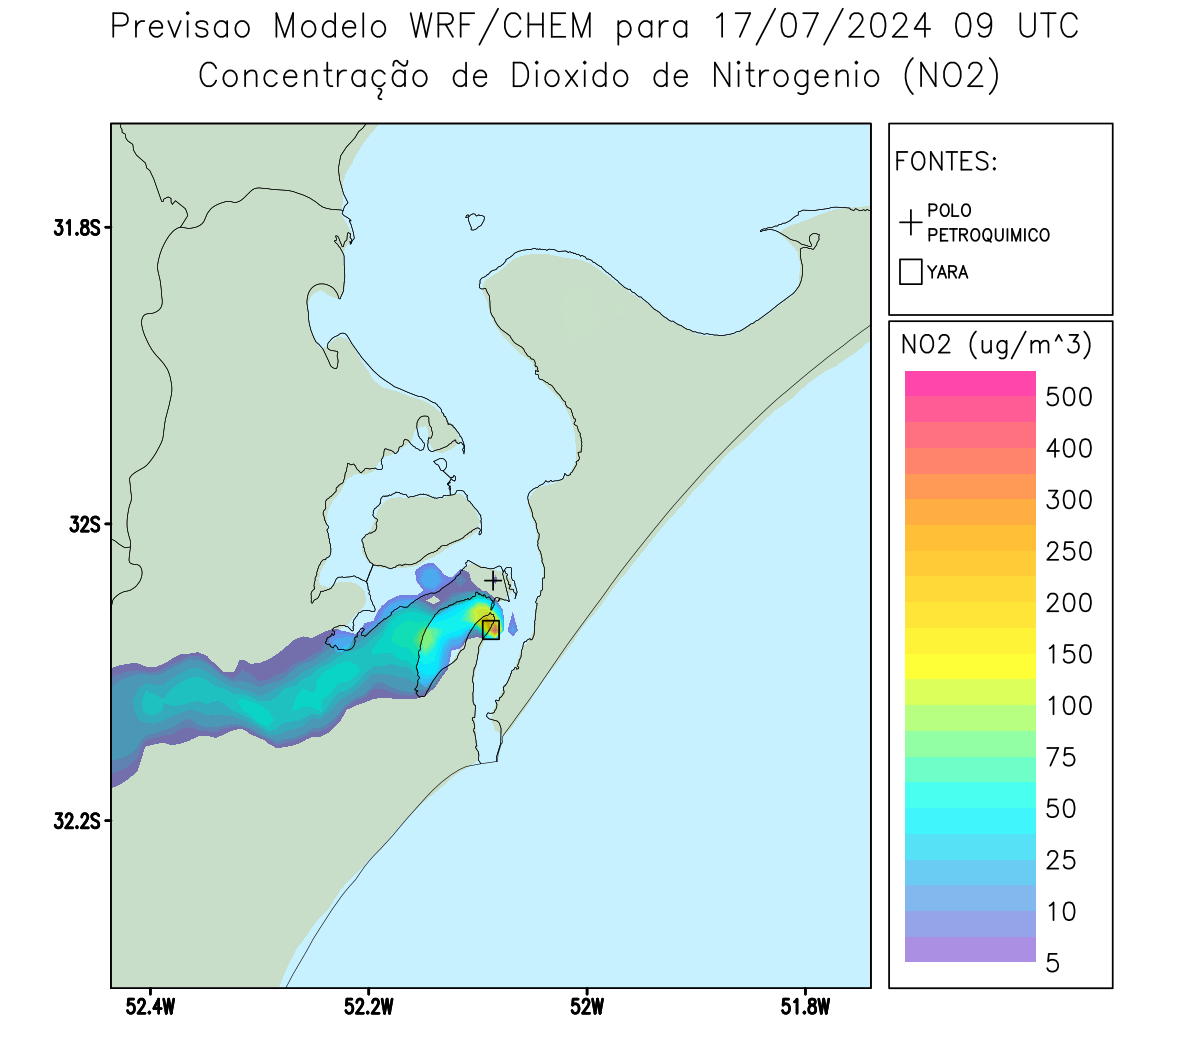 Previsao Modelo WRF/CHEM para 17/07/2024 09 UTC
Concentração de Dioxido de Nitrogenio (NO2)
FONTES:
POLO
PETROQUIMICO
YARA
31.8S
32S
32.2S
52.4W
52.2W
52W
51.8W
NO2 (ug/m^3)
500
400
300
250
200
150
100
75
50
25
10
5